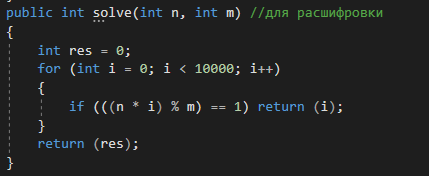 public int solve(int n, int m) //для расшифровки
{
int res = 0;
for (int i = 0; i < 10000; i++)
{
if (((n * i) % m) == 1) return (i);
}
return (res);
}